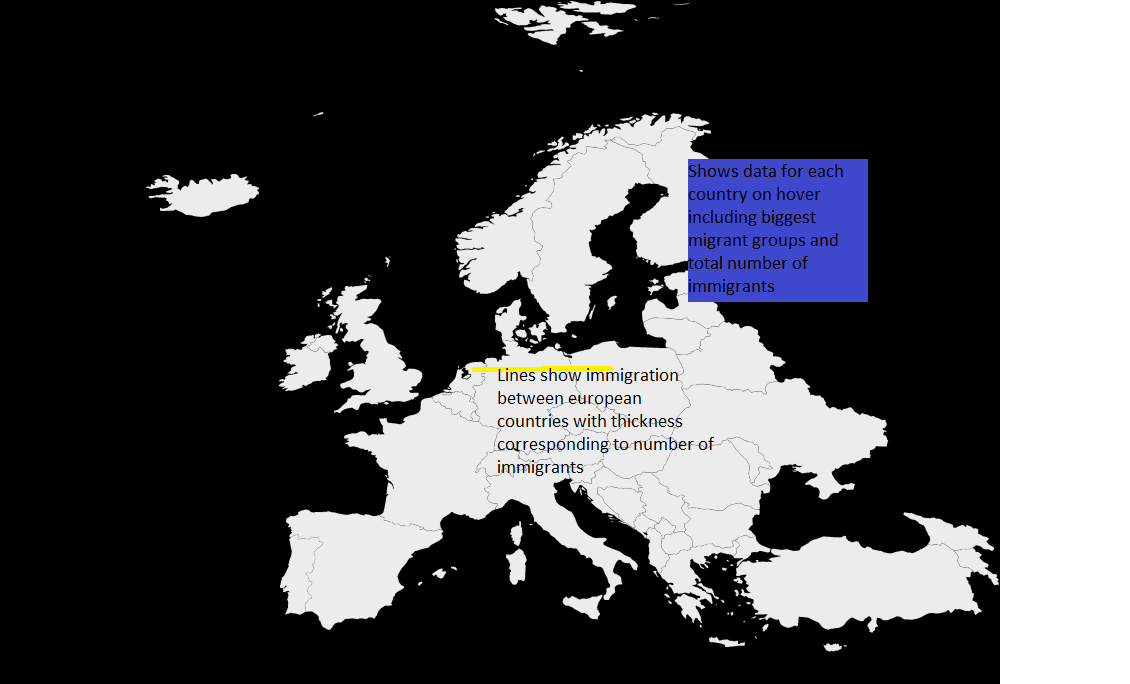 Shows data for each
country on hover
including biggest
migrant groups and
total number of
immigrants
Lines show immigration
between european
countries with thickness
corresponding to number of
immigrants